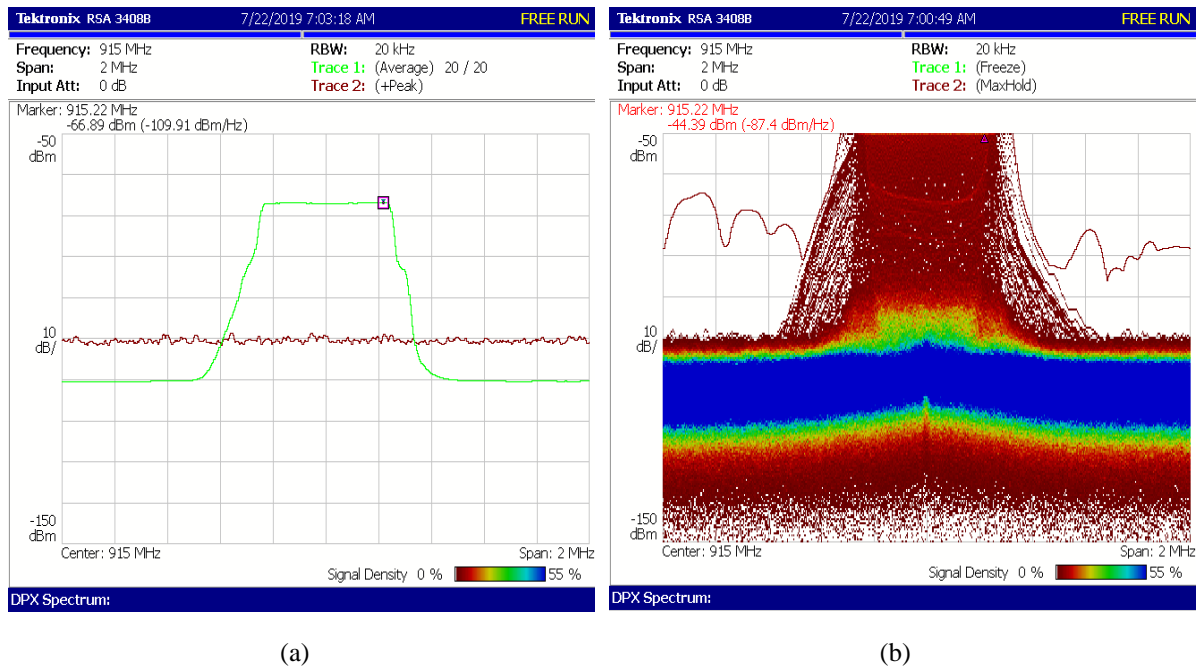 Tektronix RSA 3408B 7/22/2019 7:03:18 AM FREE RUN
Frequency: 915 MHz RBW: 20 kHz
Span: 2 MHz Trace 1: (Average) 20 / 20
Input Att: 0 dB Trace 2: (+Peak)
Marker: 915.22 MHz
-66.89 dBm (-109.91 dBm/Hz)
-50
dBm
10
dB/
-150
dBm
Center: 915 MHz Span: 2 MHz
Signal Density 0 % 55 %
DPX Spectrum:
(a)
Tektronix RSA 3408B 7/22/2019 7:00:49 AM FREE RUN
Frequency: 915 MHz RBW: 20 kHz
Span: 2 MHz Trace 1: (Freeze)
Input Att: 0 dB Trace 2: (MaxHold)
Marker: 915.22 MHz
-44.39 dBm (-87.4 dBm/Hz)
-50
dBm
10
dB/
-150
dBm
Center: 915 MHz Span: 2 MHz
Signal Density 0 % 55 %
DPX Spectrum:
(b)